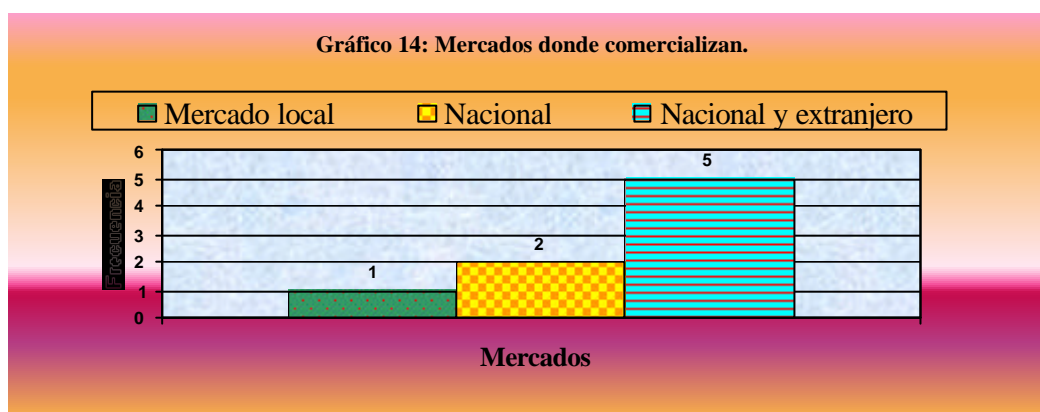 Gráfico 14: Mercados donde comercializan.
Mercado local
Nacional
Nacional y extranjero
6
5
4
3
2
1
0
Frecuencia
1
2
5
Mercados